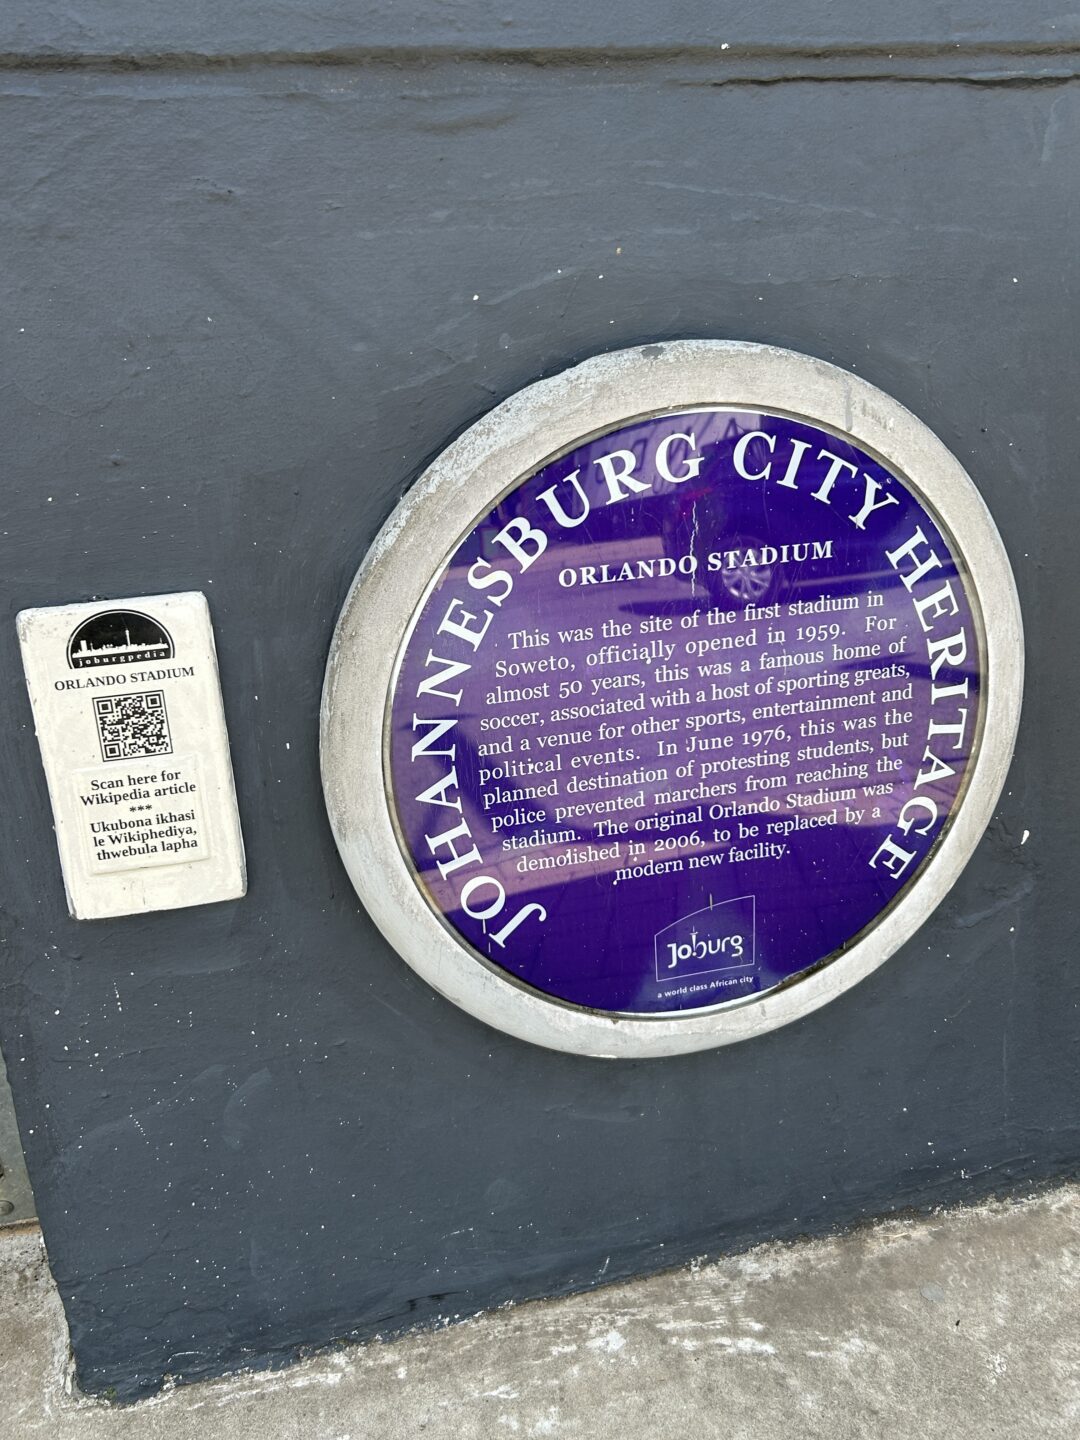 joburgpedia
ORLANDO STADIUM
Scan here for
Wikipedia article
***
Ukubona ikhasi
le Wikiphediya,
thwebula lapha
JOHANNESBURG CITY HERITAGE
ORLANDO STADIUM
This was the site of the first stadium in
Soweto, officially opened in 1959. For
almost 50 years, this was a famous home of
soccer, associated with a host of sporting greats,
and a venue for other sports, entertainment and
political events. In June 1976, this was the
planned destination of protesting students, but
police prevented marchers from reaching the
stadium. The original Orlando Stadium was
demolished in 2006, to be replaced by a
modern new facility.
Joburg
a world class African city